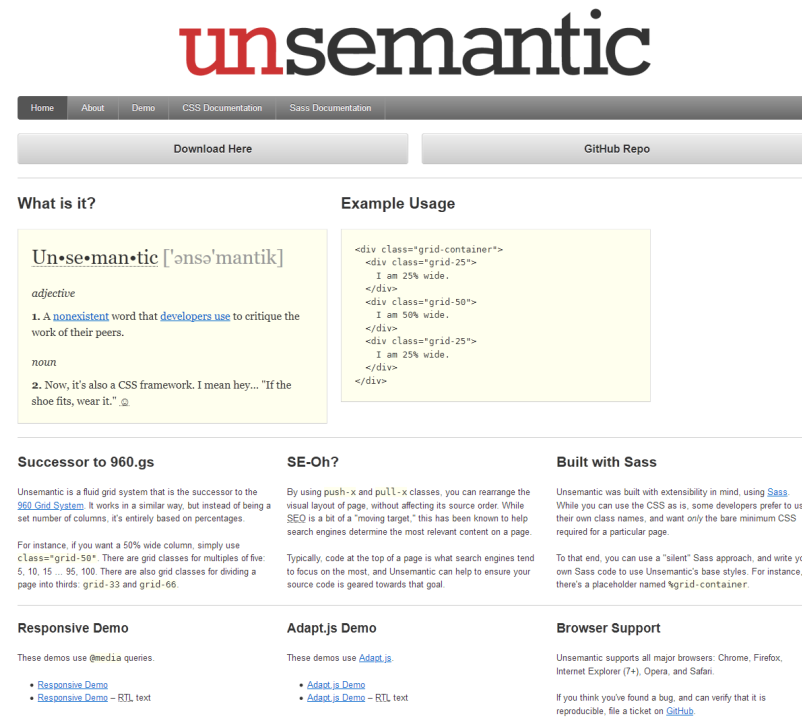 unsemantic
Home About Demo CSS Documentation Sass Documentation
Download Here GitHub Repo
What is it?
Un•se•man•tic ['ənsə'mantik]
adjective
1. A nonexistent word that developers use to critique the
work of their peers.
noun
2. Now, it's also a CSS framework. I mean hey... "If the
shoe fits, wear it." ☺
Example Usage
<div class="grid-container">
  <div class="grid-25">
    I am 25% wide.
  </div>
  <div class="grid-50">
    I am 50% wide.
  </div>
  <div class="grid-25">
    I am 25% wide.
  </div>
</div>
Successor to 960.gs
Unsemantic is a fluid grid system that is the successor to the
960 Grid System. It works in a similar way, but instead of being a
set number of columns, it's entirely based on percentages.
For instance, if you want a 50% wide column, simply use
class="grid-50". There are grid classes for multiples of five:
5, 10, 15 ... 95, 100. There are also grid classes for dividing a
page into thirds: grid-33 and grid-66.
SE-Oh?
By using push-x and pull-x classes, you can rearrange the
visual layout of page, without affecting its source order. While
SEO is a bit of a "moving target," this has been known to help
search engines determine the most relevant content on a page.
Typically, code at the top of a page is what search engines tend
to focus on the most, and Unsemantic can help to ensure your
source code is geared towards that goal.
Built with Sass
Unsemantic was built with extensibility in mind, using Sass.
While you can use the CSS as is, some developers prefer to us
their own class names, and want only the bare minimum CSS
required for a particular page.
To that end, you can use a "silent" Sass approach, and write yo
own Sass code to use Unsemantic's base styles. For instance,
there's a placeholder named %grid-container.
Responsive Demo
These demos use @media queries.
• Responsive Demo
• Responsive Demo – RTL text
Adapt.js Demo
These demos use Adapt.js.
• Adapt.js Demo
• Adapt.js Demo – RTL text
Browser Support
Unsemantic supports all major browsers: Chrome, Firefox,
Internet Explorer (7+), Opera, and Safari.
If you think you've found a bug, and can verify that it is
reproducible, file a ticket on GitHub.